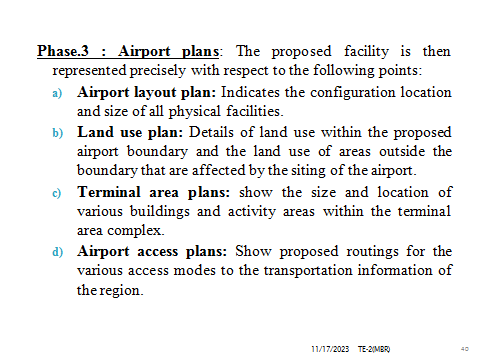 Phase.3 : Airport plans: The proposed facility is then
represented precisely with respect to the following points:
a) Airport layout plan: Indicates the configuration location
and size of all physical facilities.
b) Land use plan: Details of land use within the proposed
airport boundary and the land use of areas outside the
boundary that are affected by the siting of the airport.
c) Terminal area plans: show the size and location of
various buildings and activity areas within the terminal
area complex.
d) Airport access plans: Show proposed routings for the
various access modes to the transportation information of
the region.
11/17/2023 TE-2(MBR) 40